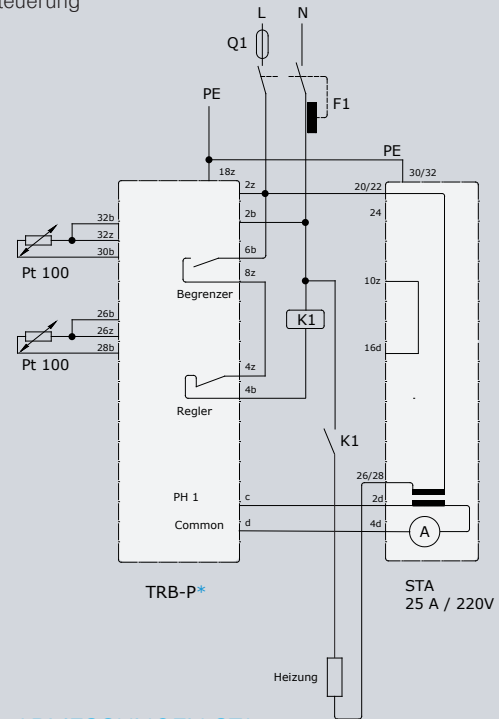 L N
Q1
F1
PE
PE
18z
30/32
2z
20/22
2b
24
32b
32z
30b
6b
8z
10z
Pt 100
Begrenzer
K1
26b
26z
28b
16d
Pt 100
4z
4b
Regler
K1
26/28
PH 1
c
2d
Common
d
4d
A
TRB-P*
STA
25 A / 220V
Heizung